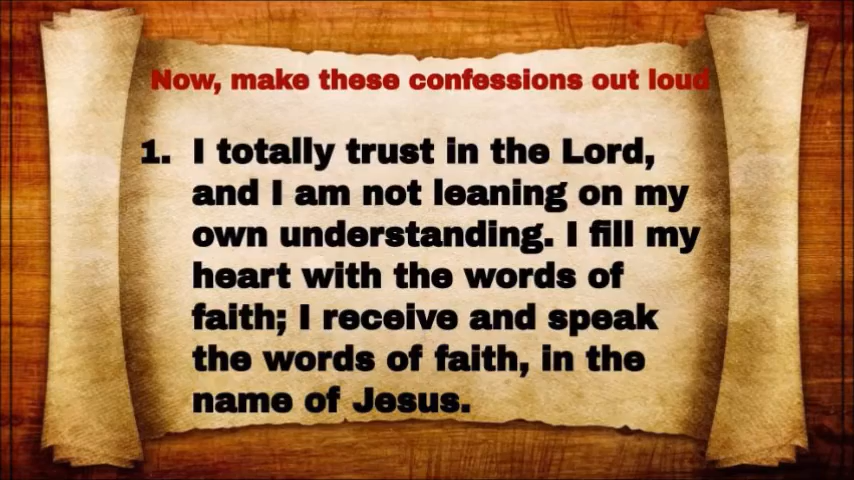 Now, make these confessions out loud
1. I totally trust in the Lord,
and I am not leaning on my
own understanding. I fill my
heart with the words of
faith; I receive and speak
the words of faith, in the
name of Jesus.